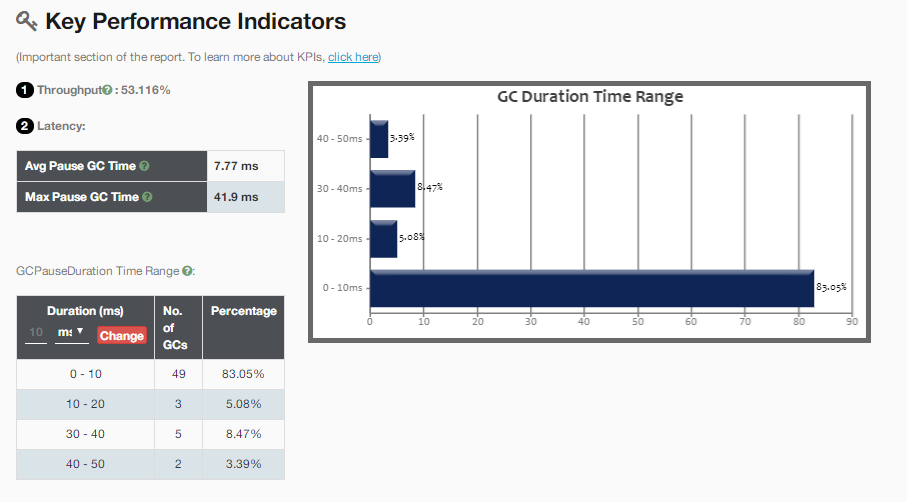 Key Performance Indicators
(Important section of the report. To learn more about KPIs, click here)
1 Throughput : 53.116%
2 Latency:
Avg Pause GC Time 7.77 ms
Max Pause GC Time 41.9 ms
GCPauseDuration Time Range :
Duration (ms) No. of GCs Percentage
10 ms Change
0 - 10 49 83.05%
10 - 20 3 5.08%
30 - 40 5 8.47%
40 - 50 2 3.39%
GC Duration Time Range
40 - 50ms 3.39%
30 - 40ms 8.47%
10 - 20ms 5.08%
0 - 10ms 83.05%
0 10 20 30 40 50 60 70 80 90